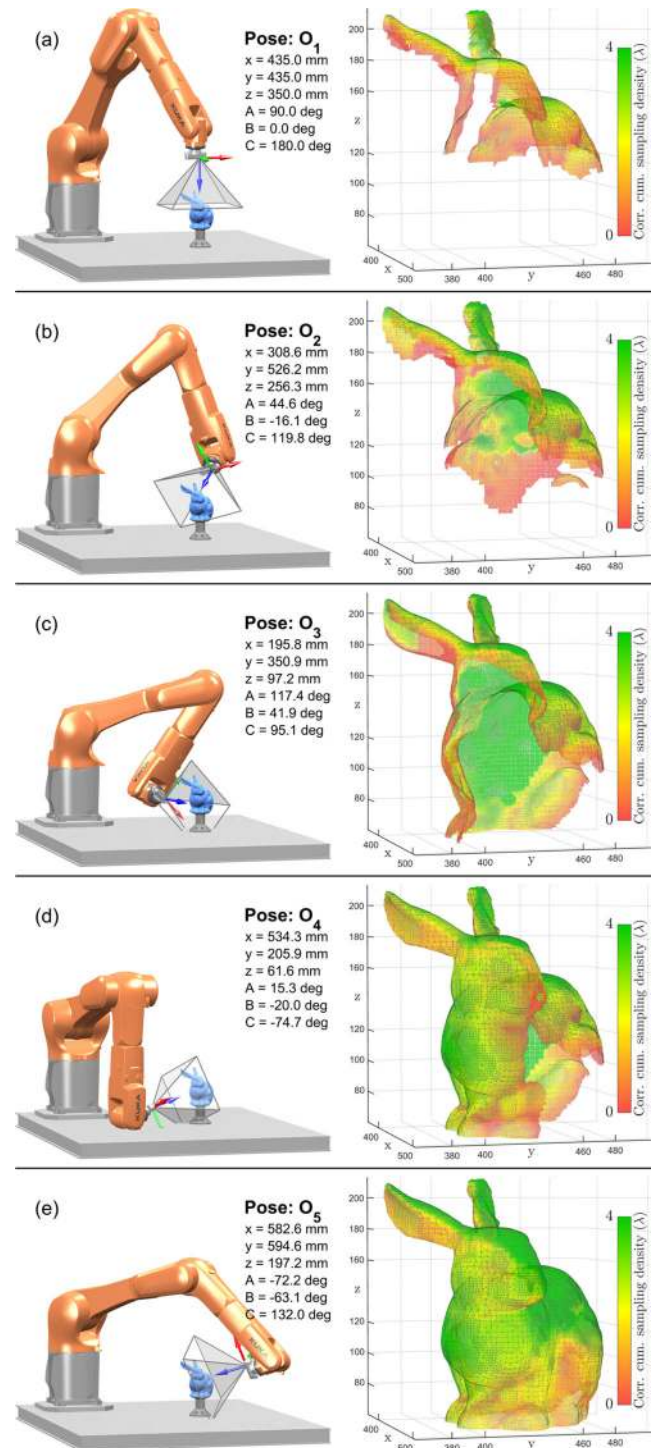 (a)
Pose: O1
x = 435.0 mm
y = 435.0 mm
z = 350.0 mm
A = 90.0 deg
B = 0.0 deg
C = 180.0 deg
200
180
160
z
140
120
100
80
400
x
500
380
400
y
460
480
4
Corr. cum. sampling density (λ)
0
(b)
Pose: O2
x = 308.6 mm
y = 526.2 mm
z = 256.3 mm
A = 44.6 deg
B = -16.1 deg
C = 119.8 deg
200
180
160
z
140
120
100
80
400
x
500
380
400
y
460
480
4
Corr. cum. sampling density (λ)
0
(c)
Pose: O3
x = 195.8 mm
y = 350.9 mm
z = 97.2 mm
A = 117.4 deg
B = 41.9 deg
C = 95.1 deg
KUKA
200
180
160
z
140
120
100
80
400
x
500
380
400
y
460
480
4
Corr. cum. sampling density (λ)
0
(d)
Pose: O4
x = 534.3 mm
y = 205.9 mm
z = 61.6 mm
A = 15.3 deg
B = -20.0 deg
C = -74.7 deg
KUKA
200
180
160
z
140
120
100
80
400
x
500
380
400
y
460
480
4
Corr. cum. sampling density (λ)
0
(e)
Pose: O5
x = 582.6 mm
y = 594.6 mm
z = 197.2 mm
A = -72.2 deg
B = -63.1 deg
C = 132.0 deg
KUKA
200
180
160
z
140
120
100
80
400
x
500
380
400
y
460
480
4
Corr. cum. sampling density (λ)
0